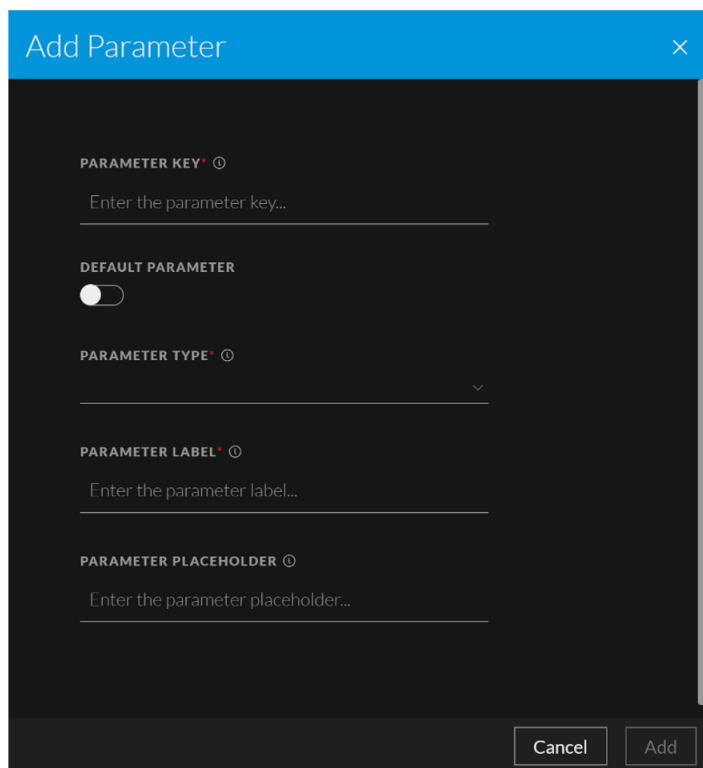 Add Parameter
PARAMETER KEY*
Enter the parameter key...
DEFAULT PARAMETER
PARAMETER TYPE*
PARAMETER LABEL*
Enter the parameter label...
PARAMETER PLACEHOLDER
Enter the parameter placeholder...
Cancel Add